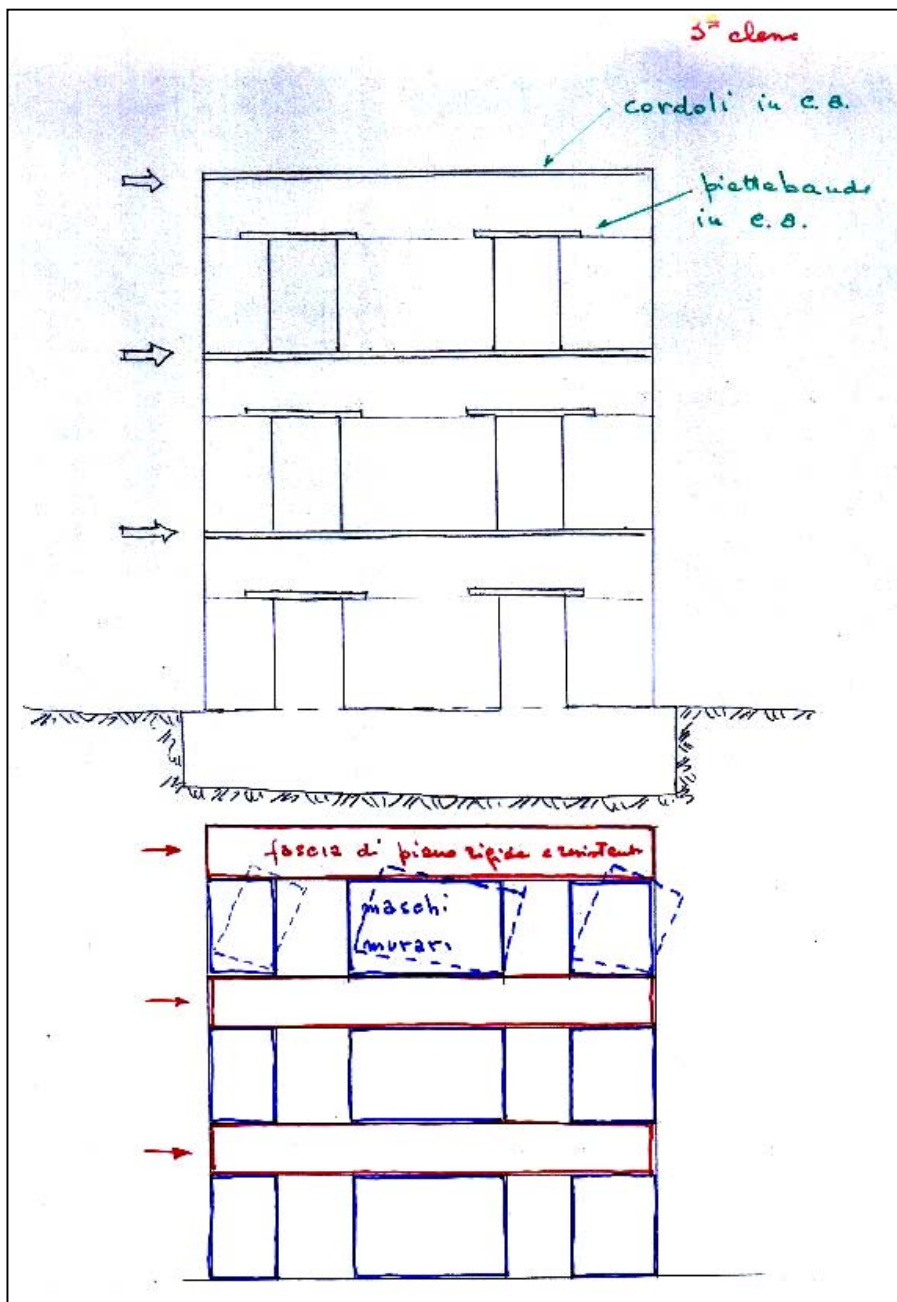 3ª classe
cordoli in c.a.
piattabande
in c.a.
fascia di piano rigida e resistente
maschi
murari